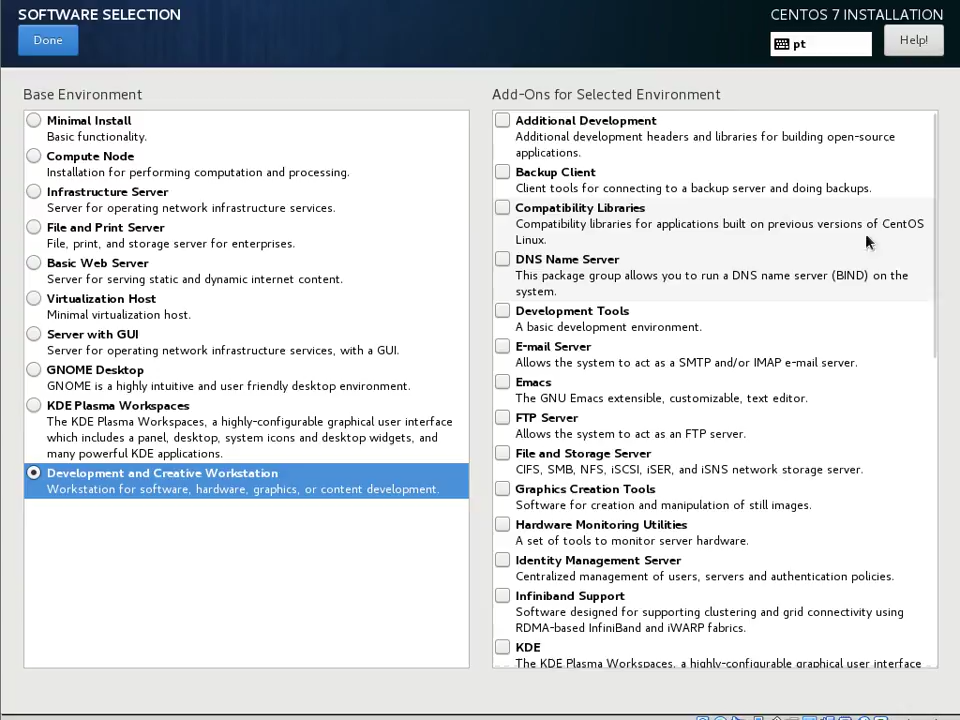 SOFTWARE SELECTION
CENTOS 7 INSTALLATION
Done
pt
Help!
Base Environment
Minimal Install
Basic functionality.
Compute Node
Installation for performing computation and processing.
Infrastructure Server
Server for operating network infrastructure services.
File and Print Server
File, print, and storage server for enterprises.
Basic Web Server
Server for serving static and dynamic internet content.
Virtualization Host
Minimal virtualization host.
Server with GUI
Server for operating network infrastructure services, with a GUI.
GNOME Desktop
GNOME is a highly intuitive and user friendly desktop environment.
KDE Plasma Workspaces
The KDE Plasma Workspaces, a highly-configurable graphical user interface
which includes a panel, desktop, system icons and desktop widgets, and
many powerful KDE applications.
Development and Creative Workstation
Workstation for software, hardware, graphics, or content development.
Add-Ons for Selected Environment
Additional Development
Additional development headers and libraries for building open-source
applications.
Backup Client
Client tools for connecting to a backup server and doing backups.
Compatibility Libraries
Compatibility libraries for applications built on previous versions of CentOS
Linux.
DNS Name Server
This package group allows you to run a DNS name server (BIND) on the
system.
Development Tools
A basic development environment.
E-mail Server
Allows the system to act as a SMTP and/or IMAP e-mail server.
Emacs
The GNU Emacs extensible, customizable, text editor.
FTP Server
Allows the system to act as an FTP server.
File and Storage Server
CIFS, SMB, NFS, iSCSI, iSER, and iSNS network storage server.
Graphics Creation Tools
Software for creation and manipulation of still images.
Hardware Monitoring Utilities
A set of tools to monitor server hardware.
Identity Management Server
Centralized management of users, servers and authentication policies.
Infiniband Support
Software designed for supporting clustering and grid connectivity using
RDMA-based InfiniBand and iWARP fabrics.
KDE
The KDE Plasma Workspaces, a highly-configurable graphical user interface